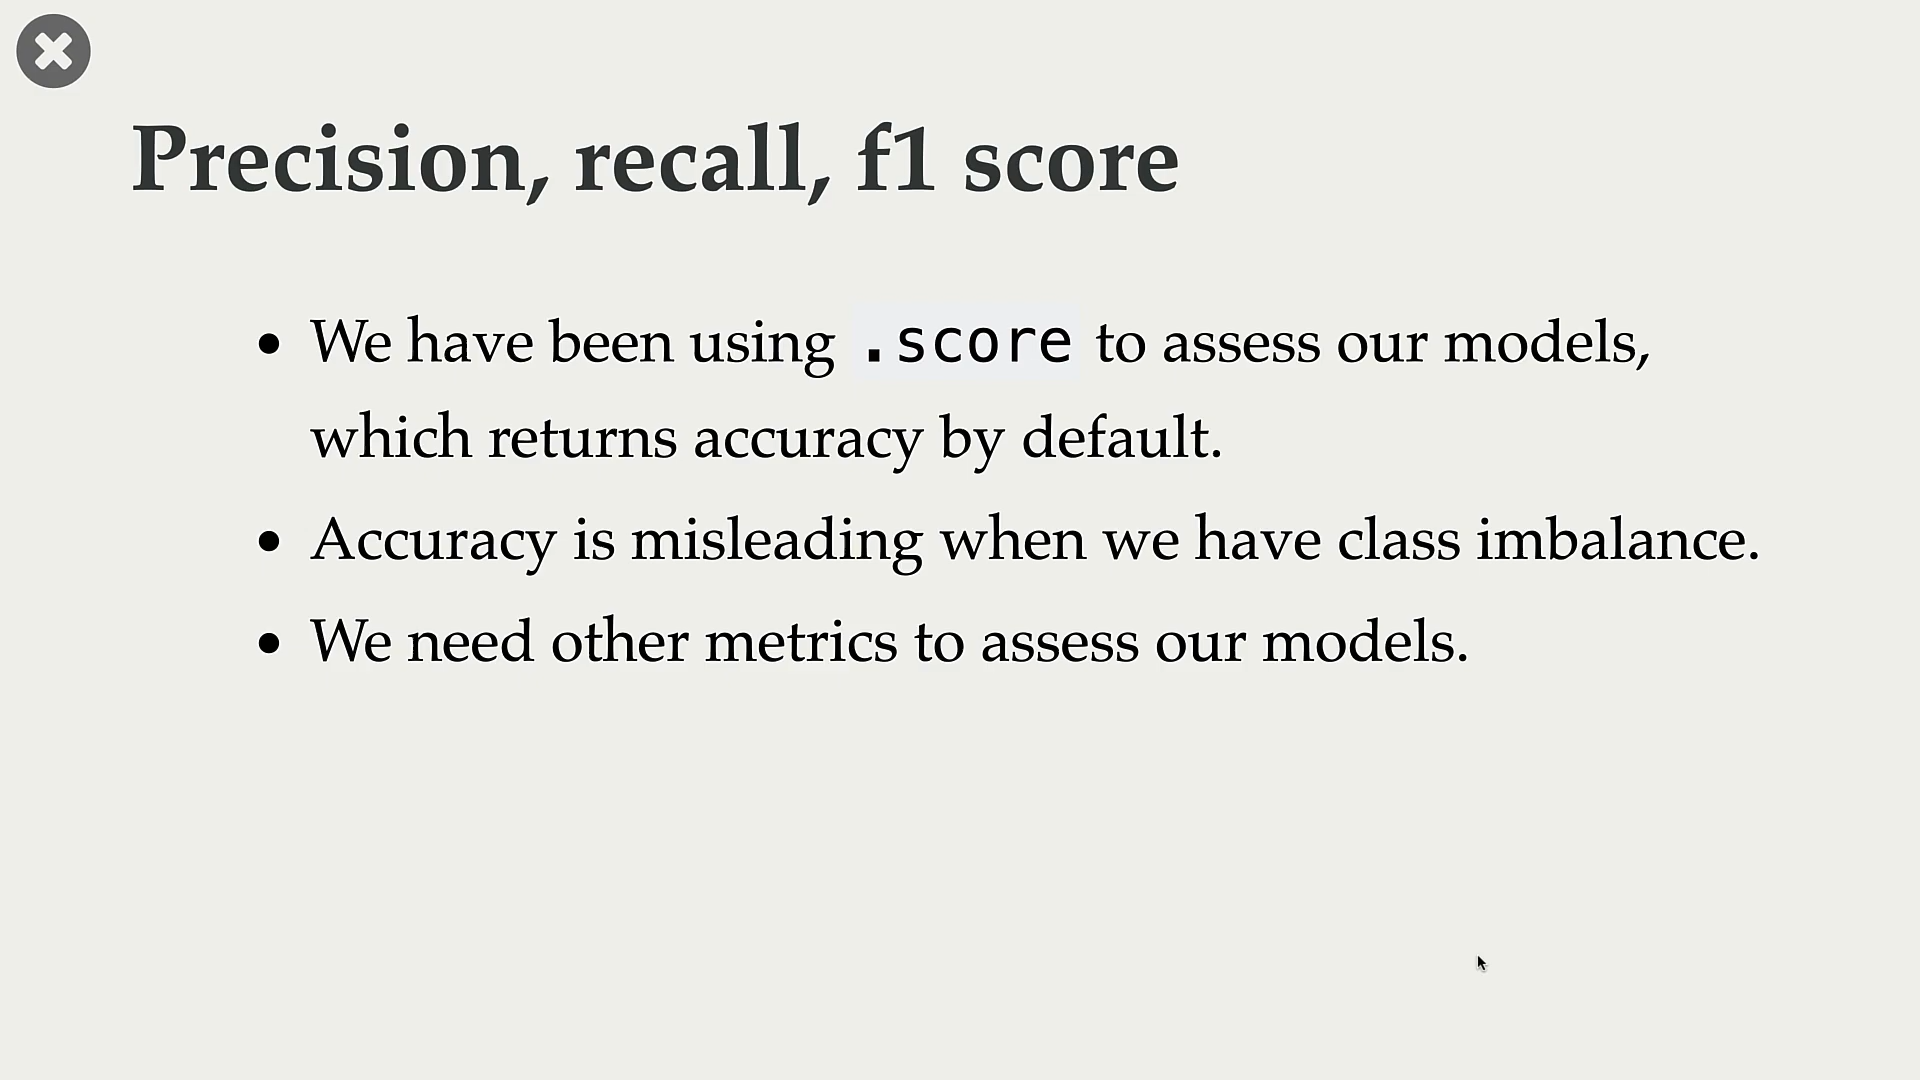 Precision, recall, f1 score
• We have been using .score to assess our models,
which returns accuracy by default.
• Accuracy is misleading when we have class imbalance.
• We need other metrics to assess our models.